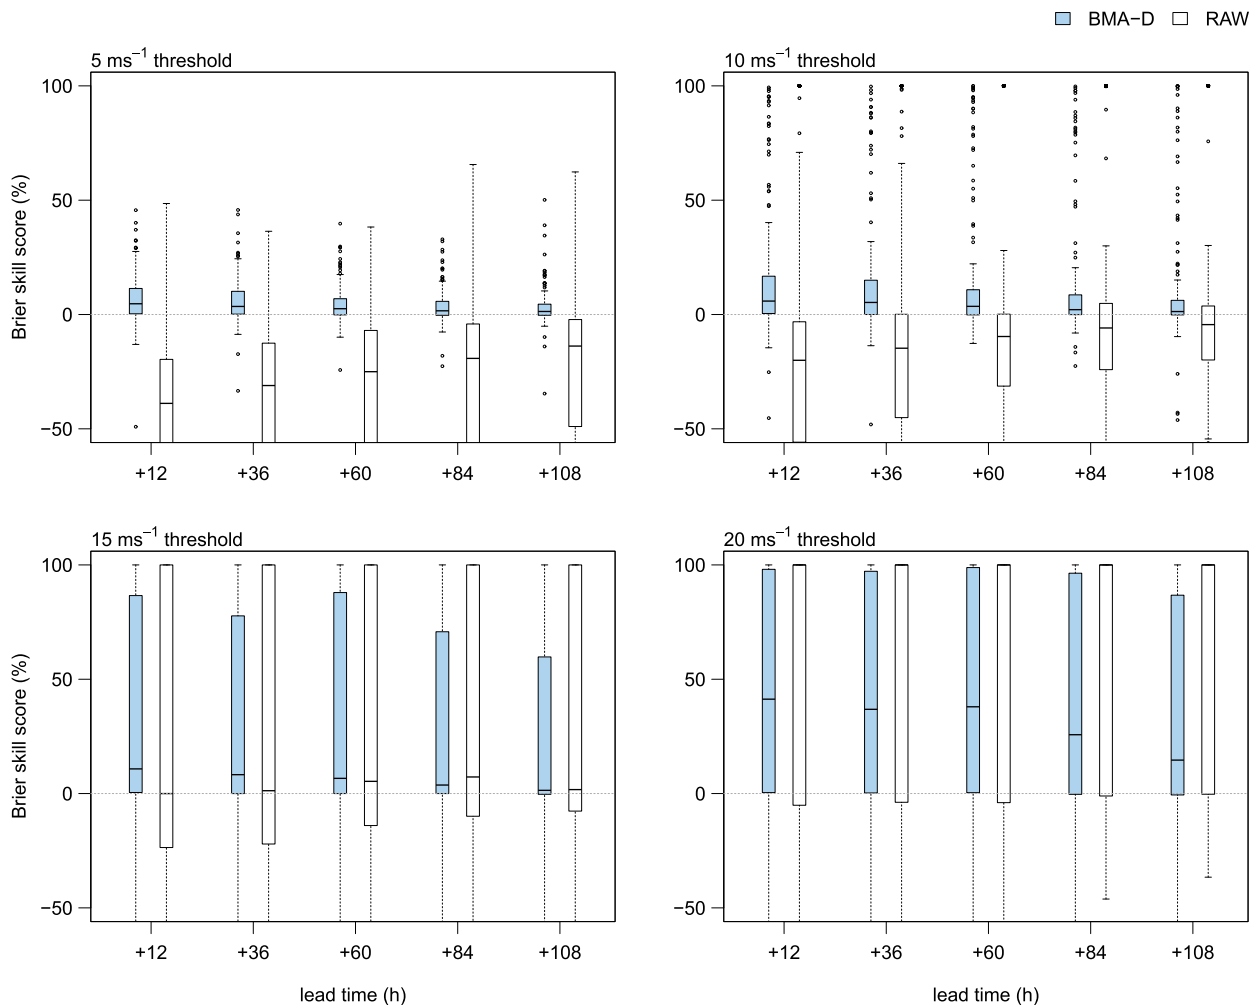 BMA−D RAW
5 ms⁻¹ threshold
100
50
0
−50
Brier skill score (%)
+12 +36 +60 +84 +108
10 ms⁻¹ threshold
100
50
0
−50
+12 +36 +60 +84 +108
15 ms⁻¹ threshold
100
50
0
−50
Brier skill score (%)
+12 +36 +60 +84 +108
lead time (h)
20 ms⁻¹ threshold
100
50
0
−50
+12 +36 +60 +84 +108
lead time (h)